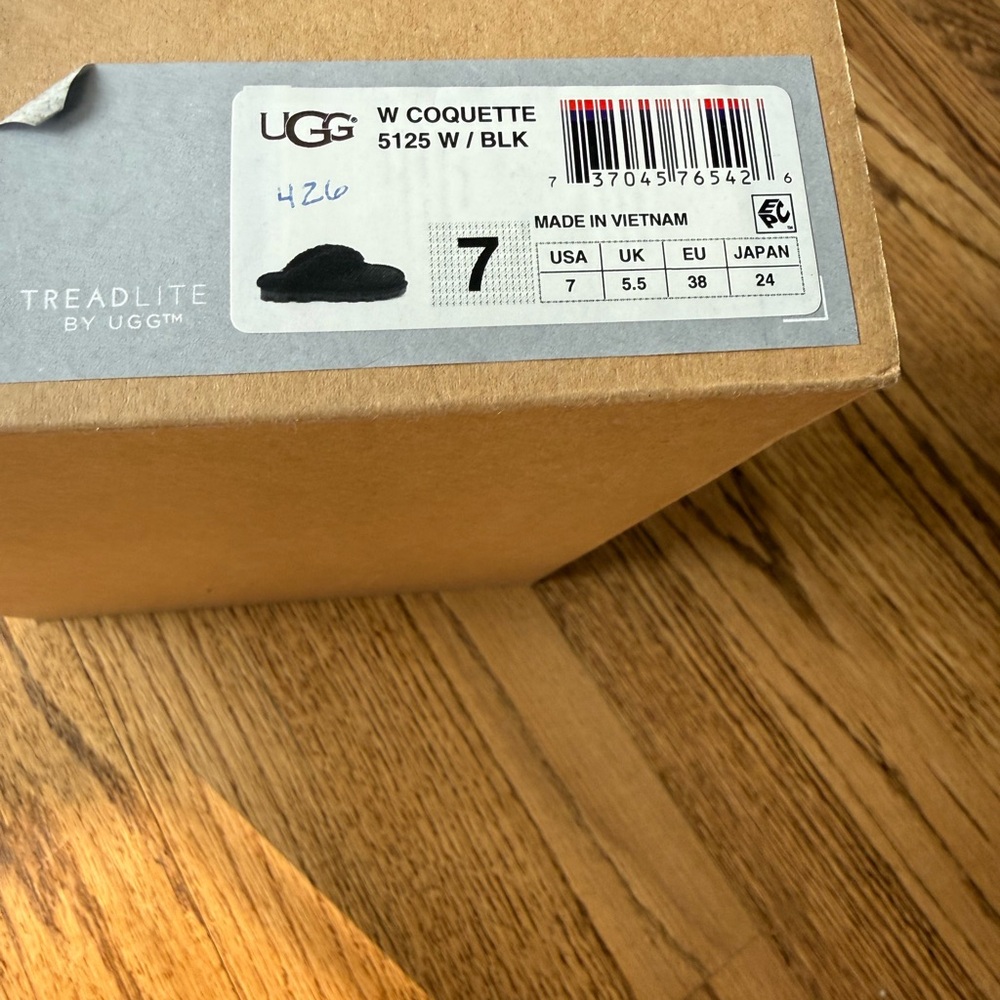 UGG®
W COQUETTE
5125 W / BLK
7 37045 76542 6
426
MADE IN VIETNAM
EPC™
7
USA UK EU JAPAN
7 5.5 38 24
TREADLITE
BY UGG™